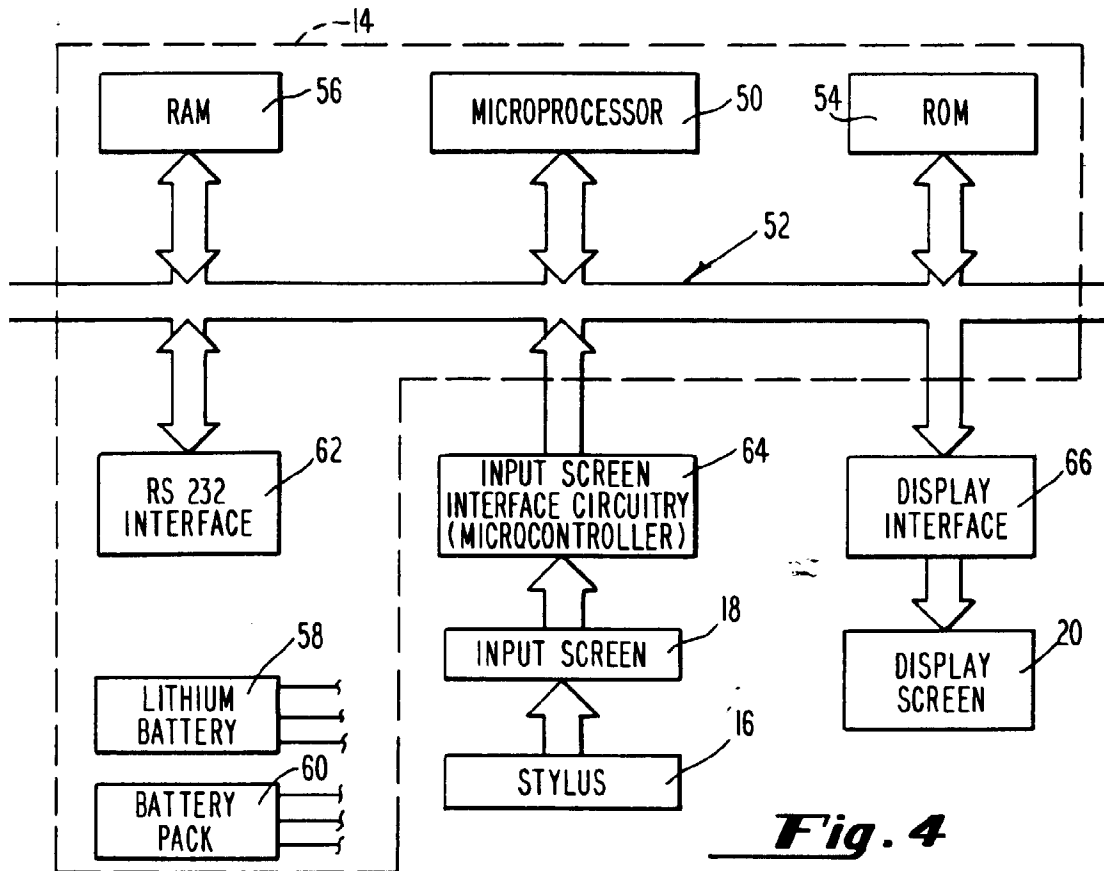 14
RAM
56
MICROPROCESSOR
50
54
ROM
52
RS 232
INTERFACE
62
INPUT SCREEN
INTERFACE CIRCUITRY
(MICROCONTROLLER)
64
DISPLAY
INTERFACE
66
INPUT SCREEN
18
DISPLAY
SCREEN
20
LITHIUM
BATTERY
58
STYLUS
16
BATTERY
PACK
60
Fig. 4